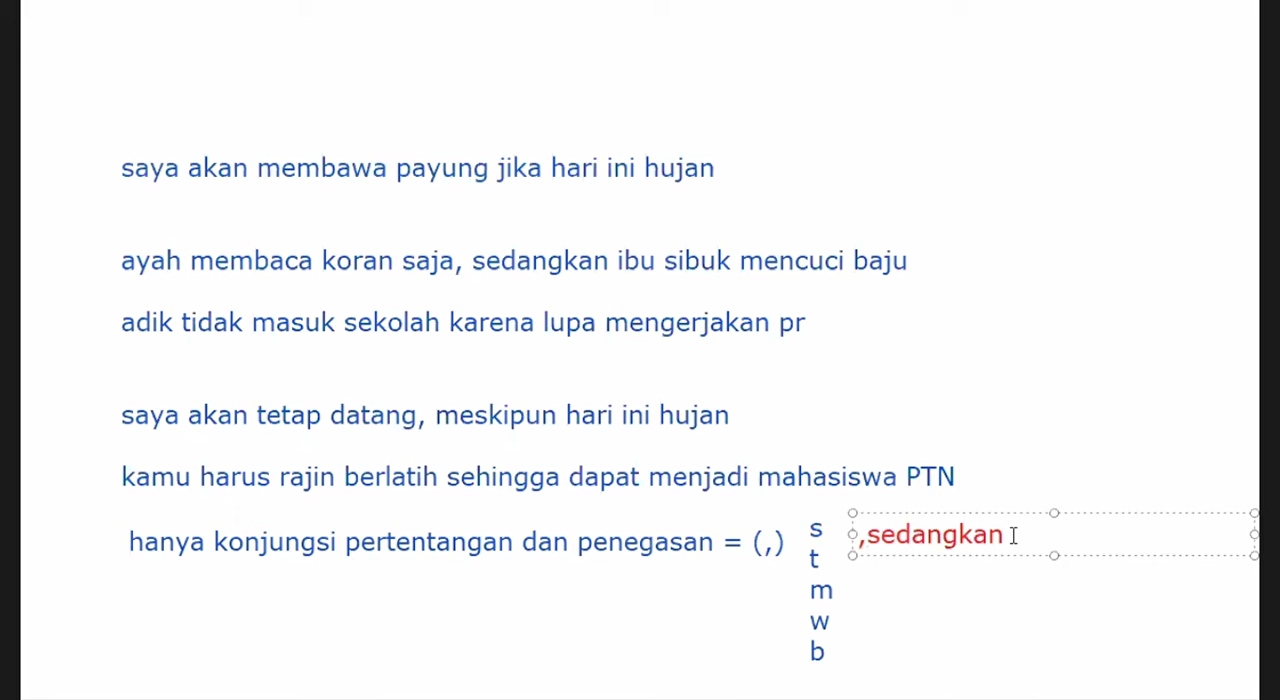 saya akan membawa payung jika hari ini hujan
ayah membaca koran saja, sedangkan ibu sibuk mencuci baju
adik tidak masuk sekolah karena lupa mengerjakan pr
saya akan tetap datang, meskipun hari ini hujan
kamu harus rajin berlatih sehingga dapat menjadi mahasiswa PTN
hanya konjungsi pertentangan dan penegasan = (,)
s
t
m
w
b
,sedangkan